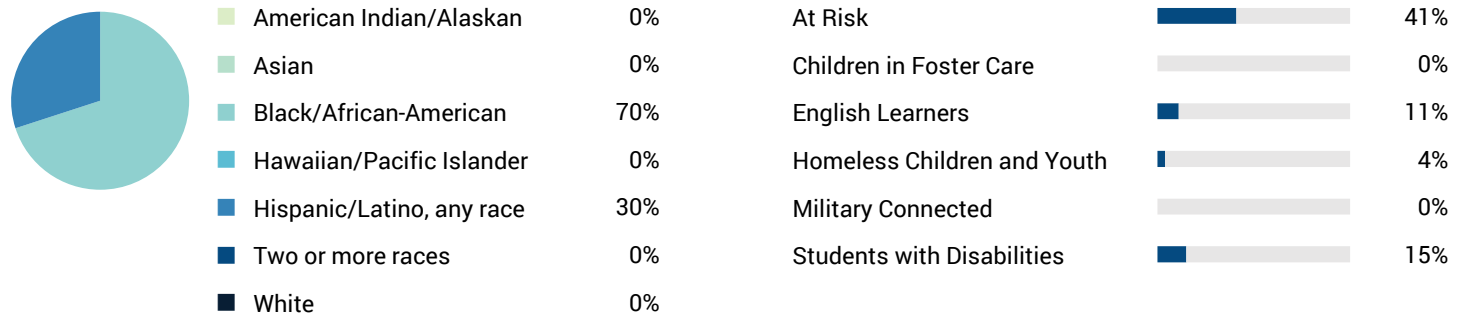 American Indian/Alaskan 0%
Asian 0%
Black/African-American 70%
Hawaiian/Pacific Islander 0%
Hispanic/Latino, any race 30%
Two or more races 0%
White 0%
At Risk 41%
Children in Foster Care 0%
English Learners 11%
Homeless Children and Youth 4%
Military Connected 0%
Students with Disabilities 15%